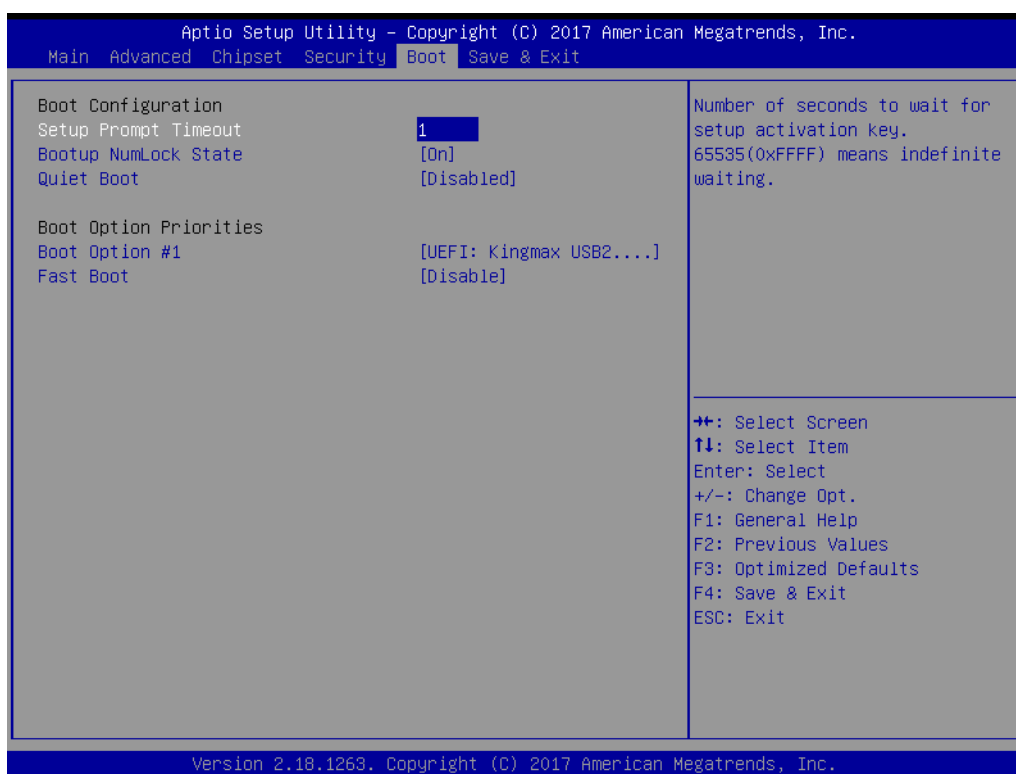 Aptio Setup Utility – Copyright (C) 2017 American Megatrends, Inc.
Main Advanced Chipset Security Boot Save & Exit
Boot Configuration
Setup Prompt Timeout 1
Bootup NumLock State [On]
Quiet Boot [Disabled]
Boot Option Priorities
Boot Option #1 [UEFI: Kingmax USB2....]
Fast Boot [Disable]
Number of seconds to wait for
setup activation key.
65535(0xFFFF) means indefinite
waiting.
→←: Select Screen
↑↓: Select Item
Enter: Select
+/-: Change Opt.
F1: General Help
F2: Previous Values
F3: Optimized Defaults
F4: Save & Exit
ESC: Exit
Version 2.18.1263. Copyright (C) 2017 American Megatrends, Inc.